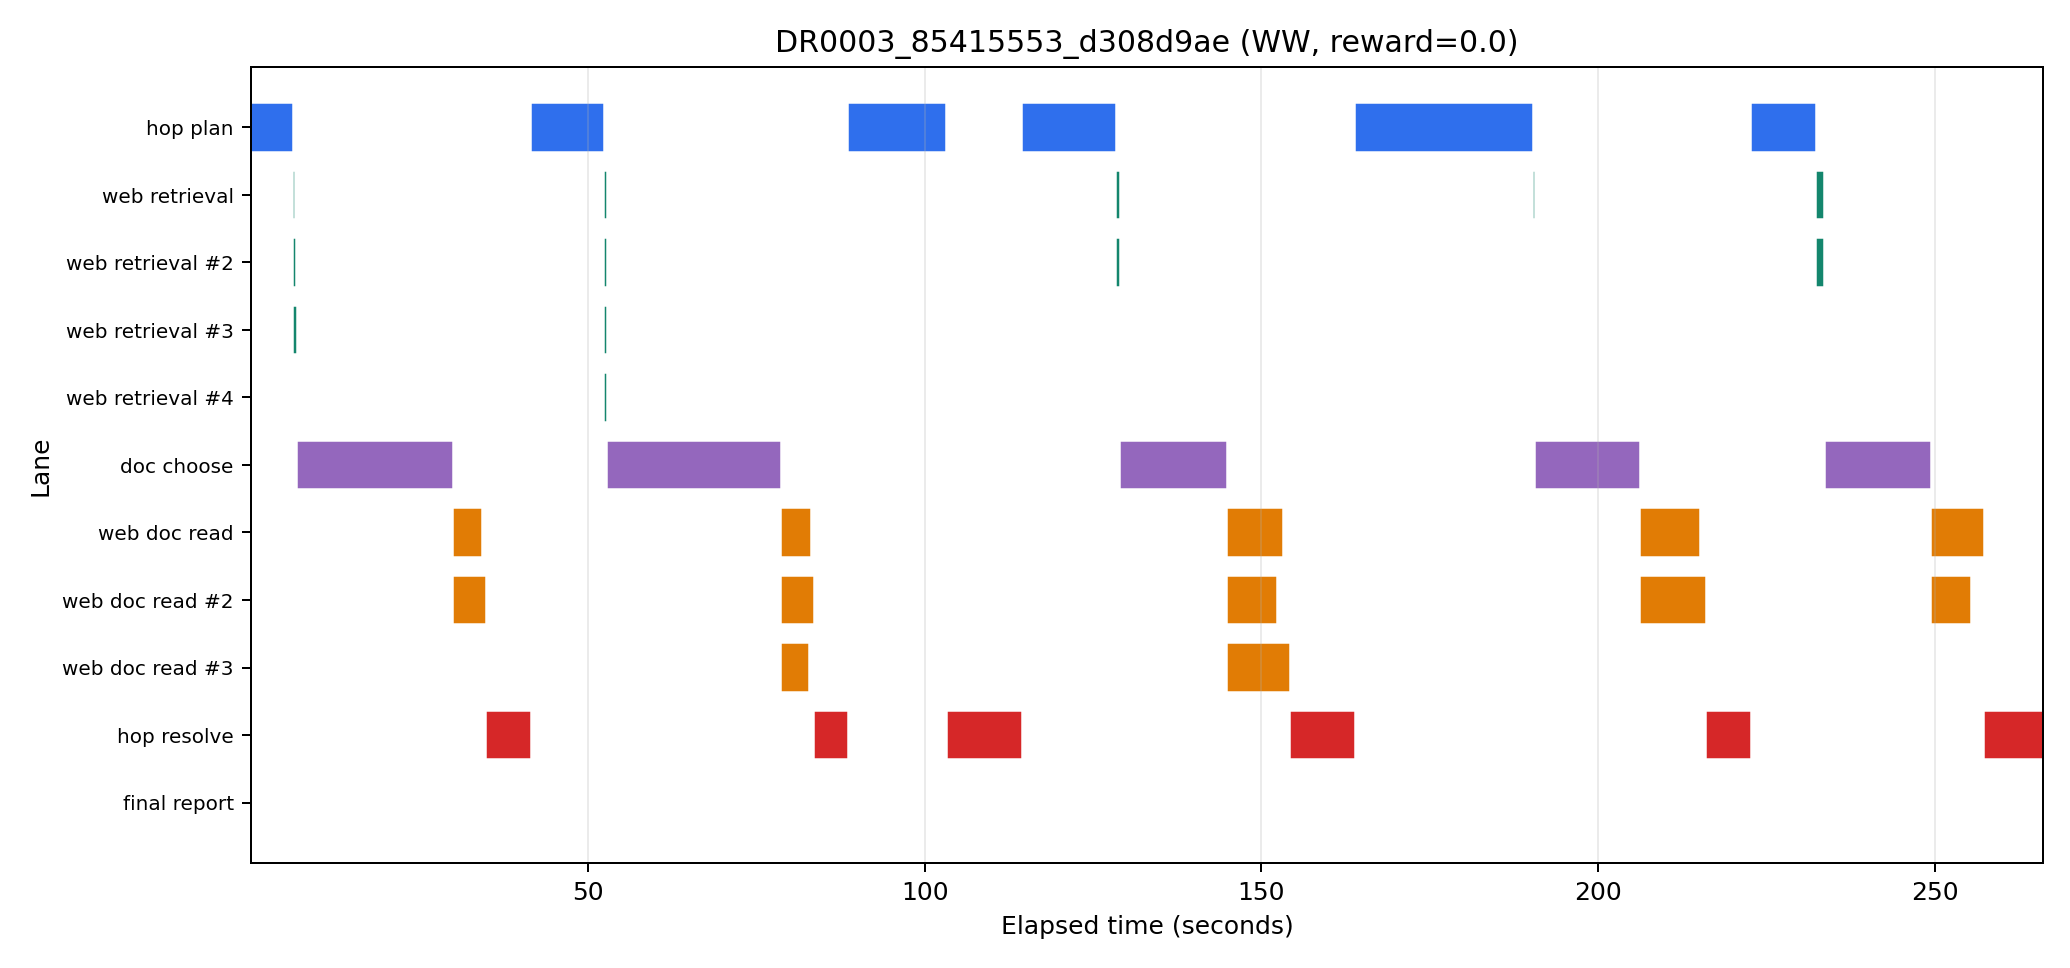 DR0003_85415553_d308d9ae (WW, reward=0.0)
hop plan
web retrieval
web retrieval #2
web retrieval #3
web retrieval #4
doc choose
web doc read
web doc read #2
web doc read #3
hop resolve
final report
Lane
50 100 150 200 250
Elapsed time (seconds)